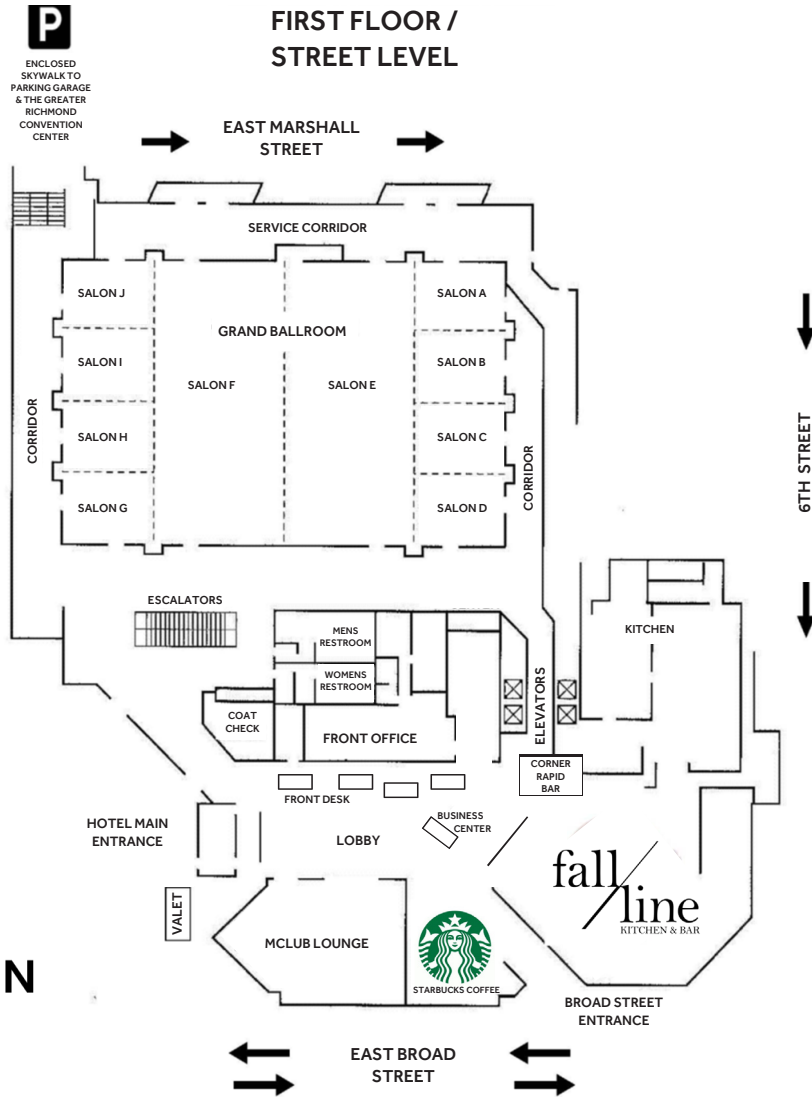 P
FIRST FLOOR /
STREET LEVEL
ENCLOSED
SKYWALK TO
PARKING GARAGE
& THE GREATER
RICHMOND
CONVENTION
CENTER
EAST MARSHALL
STREET
SERVICE CORRIDOR
SALON J
SALON A
GRAND BALLROOM
SALON I
SALON B
SALON F
SALON E
CORRIDOR
SALON H
SALON C
CORRIDOR
SALON G
SALON D
6TH STREET
ESCALATORS
MENS
RESTROOM
KITCHEN
WOMENS
RESTROOM
ELEVATORS
COAT
CHECK
FRONT OFFICE
CORNER
RAPID
BAR
FRONT DESK
BUSINESS
CENTER
HOTEL MAIN
ENTRANCE
LOBBY
fall
line
KITCHEN & BAR
VALET
MCLUB LOUNGE
STARBUCKS COFFEE
N
BROAD STREET
ENTRANCE
EAST BROAD
STREET